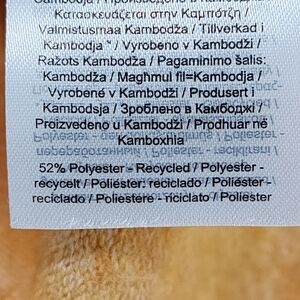 Κατασκευάζεται στην Καμπότζη /
Valmistusmaa Kambodža / Tillverkad i
Kambodja / Vyrobeno v Kambodži /
Ražots Kambodžā / Pagaminimo šalis:
Kambodža / Magħmul fil=Kambodja /
Vyrobené v Kambodži / Produsert i
Kambodsja / Зроблено в Камбоджі /
Proizvedeno u Kambodži / Prodhuar në
Kamboxhia
52% Polyester - Recycled / Polyester -
recycelt / Poliéster: reciclado / Poliéster -
reciclado / Poliestere - riciclato / Polyester